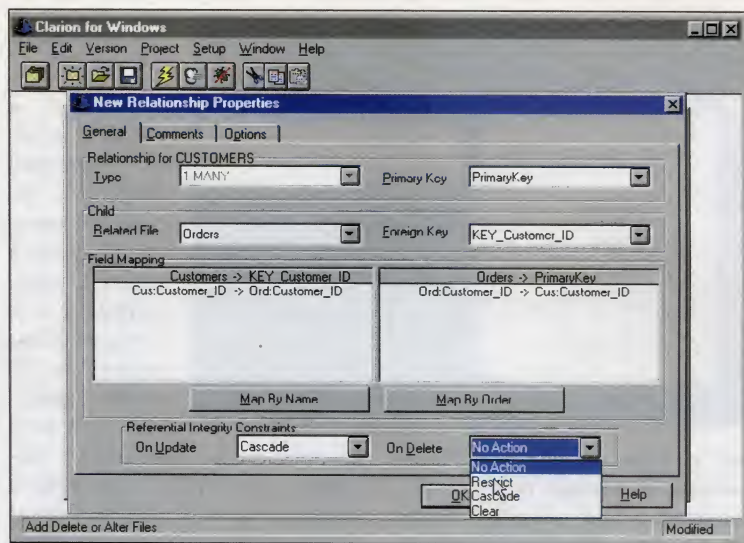 Clarion for Windows
File Edit Version Project Setup Window Help
New Relationship Properties
General Comments Options
Relationship for CUSTOMERS
Type 1:MANY Primary Key PrimaryKey
Child
Related File Orders Foreign Key KEY_Customer_ID
Field Mapping
Customers -> KEY_Customer_ID Orders -> PrimaryKey
Cus:Customer_ID -> Ord:Customer_ID Ord:Customer_ID -> Cus:Customer_ID
Map By Name Map By Order
Referential Integrity Constraints
On Update Cascade On Delete No Action
No Action
Restrict
OK Cascade Help
Clear
Add Delete or Alter Files Modified